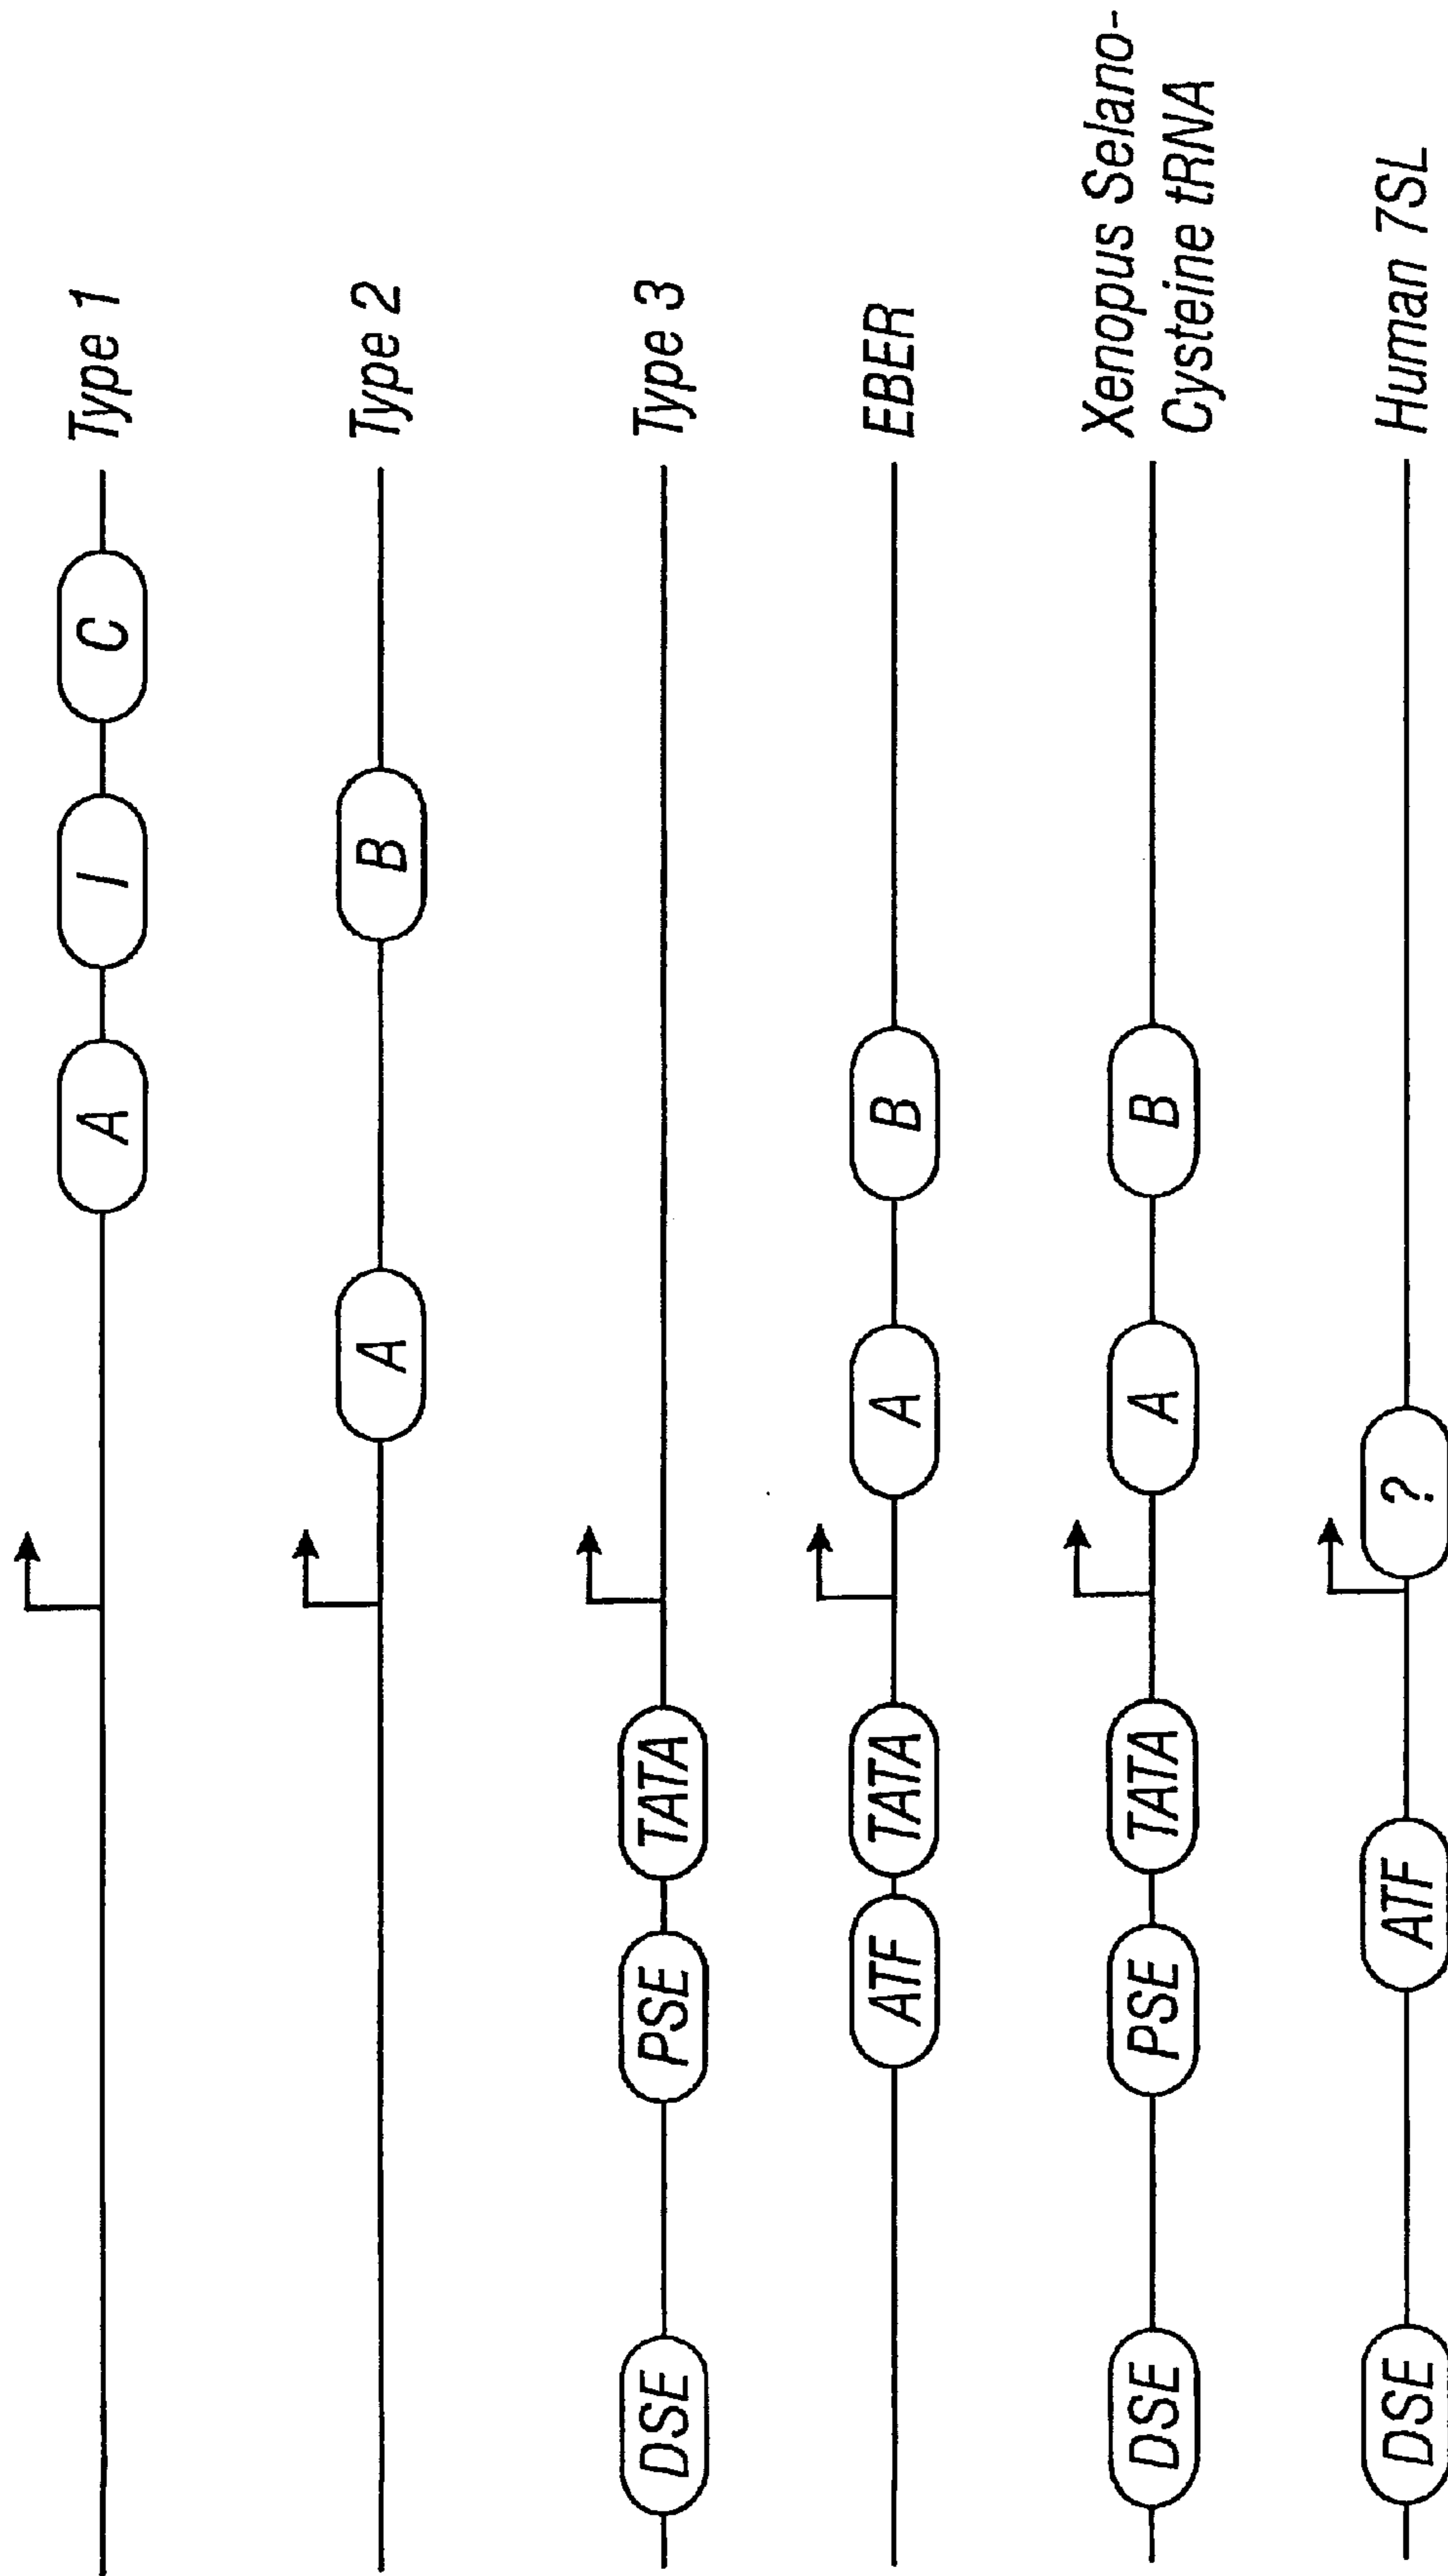 A I C Type 1
A B Type 2
DSE PSE TATA Type 3
ATF TATA A B EBER
DSE PSE TATA A B Xenopus Selano-
Cysteine tRNA
DSE ATF ? Human 7SL